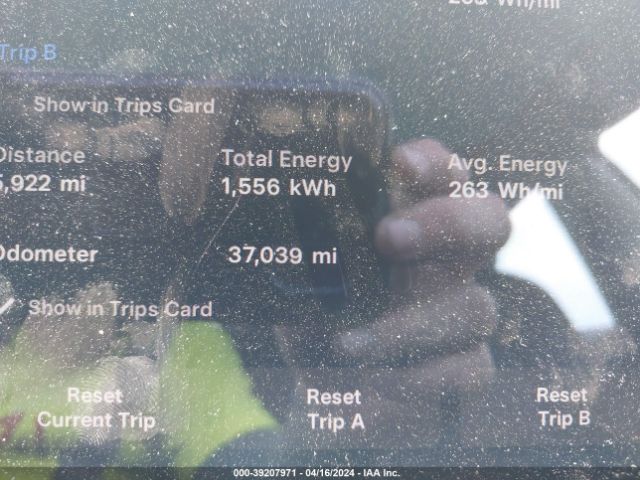 Trip B
Show in Trips Card
Distance Total Energy Avg. Energy
5,922 mi 1,556 kWh 263 Wh/mi
Odometer 37,039 mi
Show in Trips Card
Reset Reset Reset
Current Trip Trip A Trip B
000-39207971 - 04/16/2024 - IAA Inc.